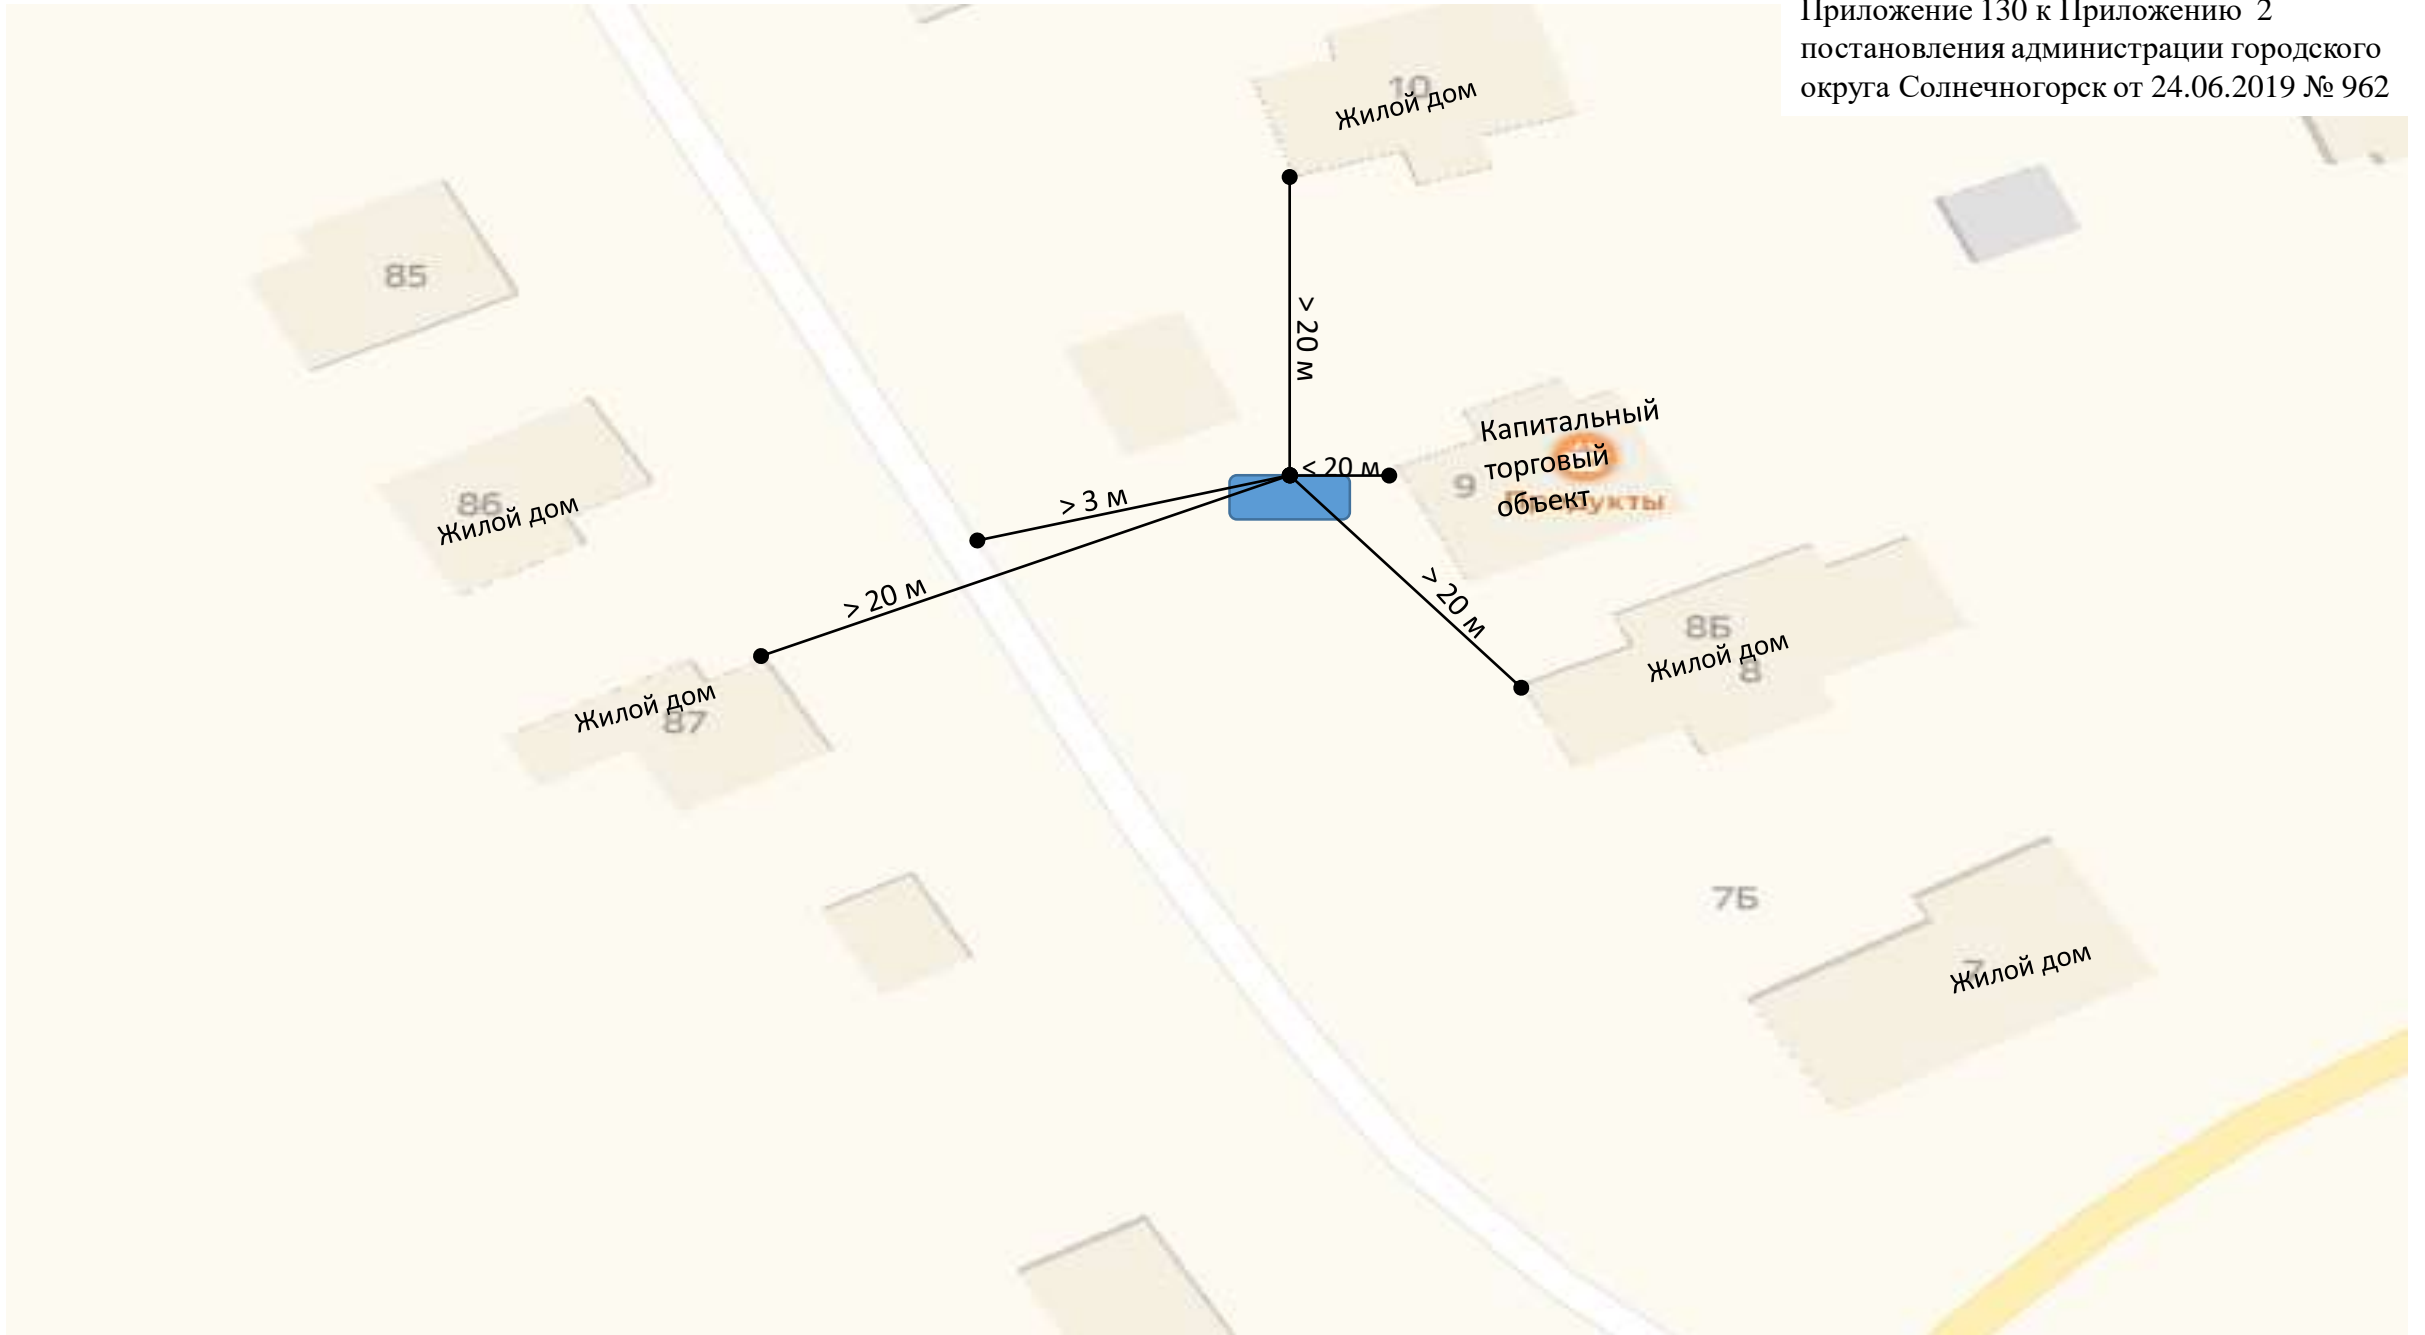 Приложение 130 к Приложению 2
постановления администрации городского
округа Солнечногорск от 24.06.2019 № 962
10
Жилой дом
85
> 20 м
Капитальный
торговый
объект
9
Продукты
< 20 м
> 3 м
86
Жилой дом
> 20 м
> 20 м
8Б
Жилой дом
8
Жилой дом
87
7Б
7
Жилой дом